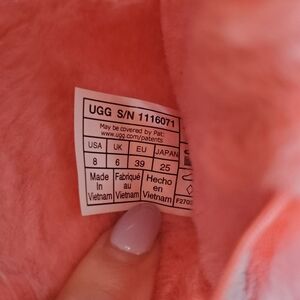 UGG S/N 1116071
May be covered by Pat:
www.ugg.com/patents
USA UK EU JAPAN
8 6 39 25
Made Fabriqué Hecho
in au en
Vietnam Vietnam Vietnam